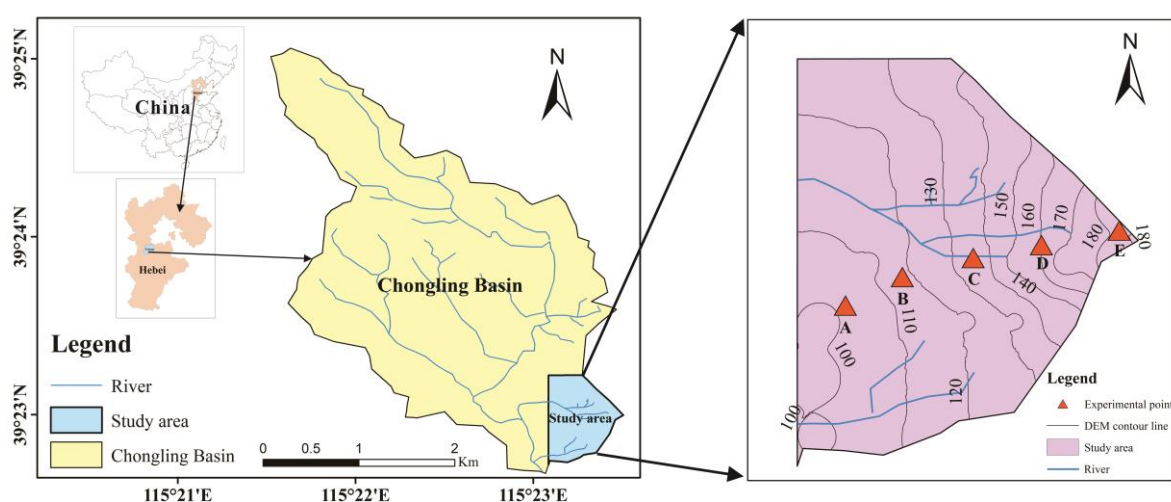 39°25'N
39°24'N
39°23'N
China
Hebei
N
Chongling Basin
Study area
Legend
River
Study area
Chongling Basin
0 0.5 1 2
Km
115°21'E 115°22'E 115°23'E
N
130
150
160
170
180
180
E
D
C
140
B
110
A
100
120
100
Legend
Experimental point
DEM contour line
Study area
River